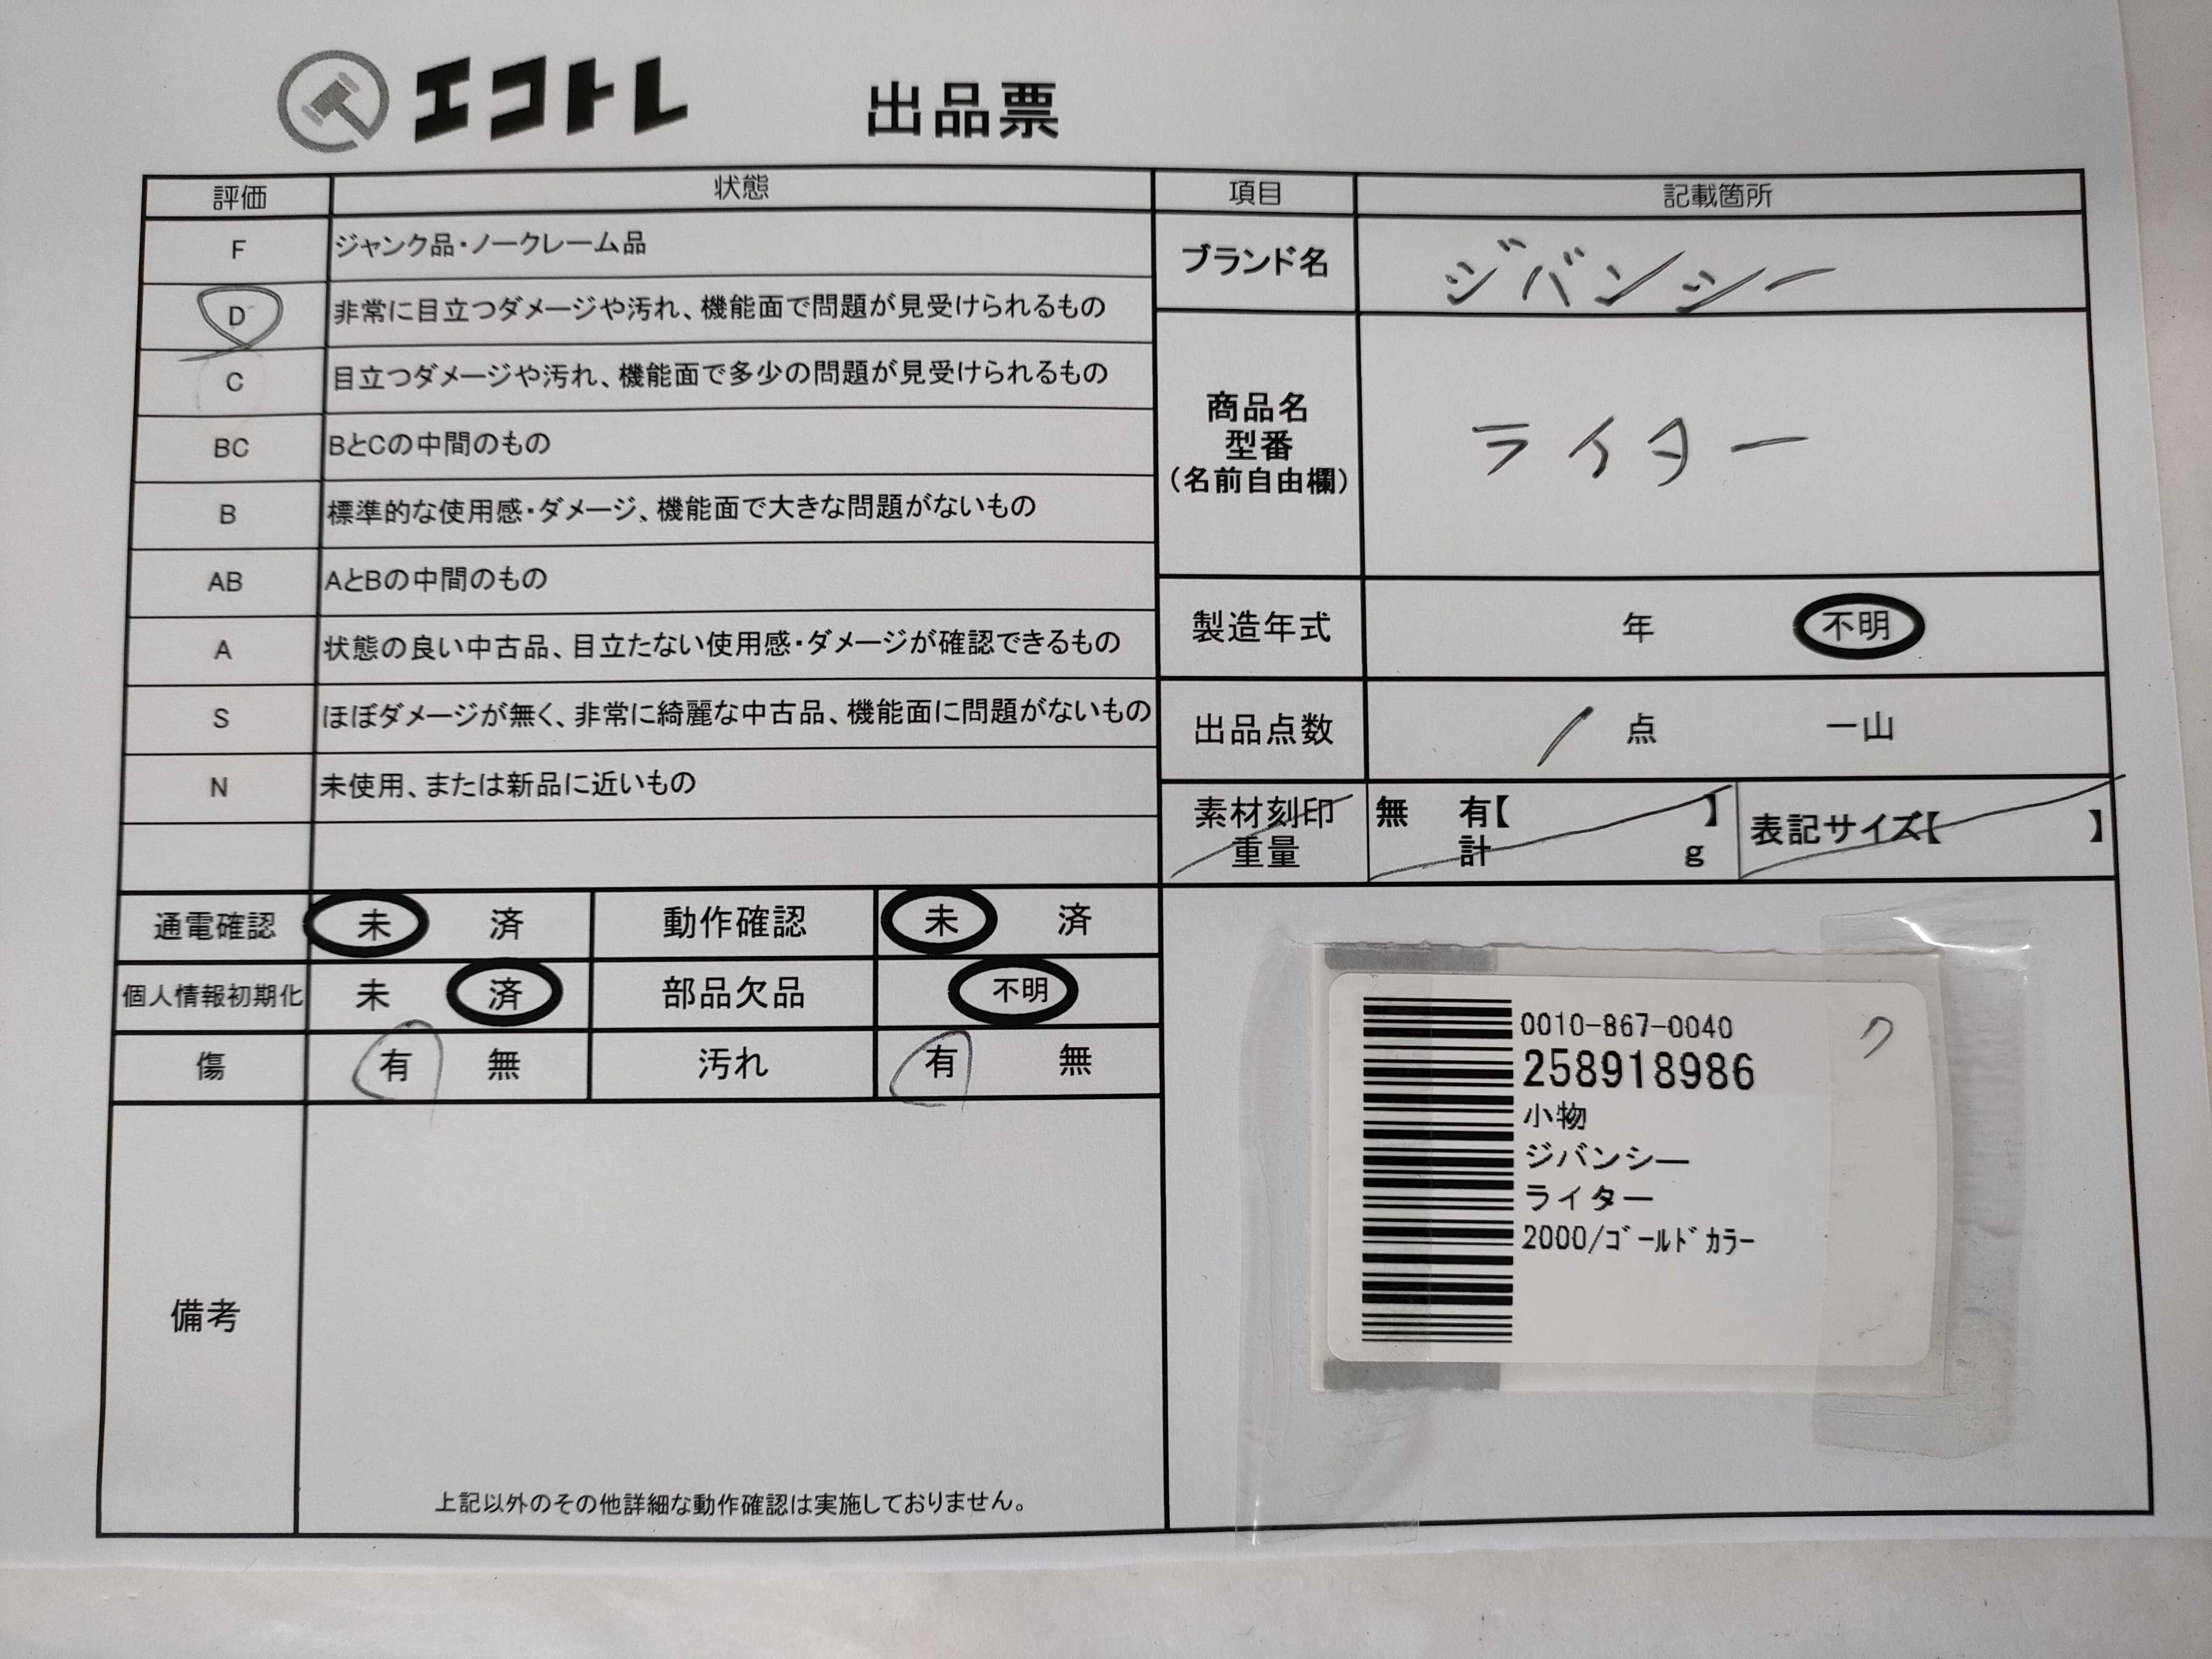 エコトレ 出品票
評価 状態 項目 記載箇所
F ジャンク品・ノークレーム品
D 非常に目立つダメージや汚れ、機能面で問題が見受けられるもの
C 目立つダメージや汚れ、機能面で多少の問題が見受けられるもの
BC BとCの中間のもの
B 標準的な使用感・ダメージ、機能面で大きな問題がないもの
AB AとBの中間のもの
A 状態の良い中古品、目立たない使用感・ダメージが確認できるもの
S ほぼダメージが無く、非常に綺麗な中古品、機能面に問題がないもの
N 未使用、または新品に近いもの
ブランド名 ジバンシー
商品名
型番
(名前自由欄)
ライター
製造年式 年 不明
出品点数 1 点 一山
素材刻印 無 有【 】
重量 計 g
表記サイズ【 】
通電確認 未 済 動作確認 未 済
個人情報初期化 未 済 部品欠品 不明
傷 有 無 汚れ 有 無
備考
上記以外のその他詳細な動作確認は実施しておりません。
0010-867-0040
ク
258918986
小物
ジバンシー
ライター
2000/ｺﾞｰﾙﾄﾞｶﾗｰ